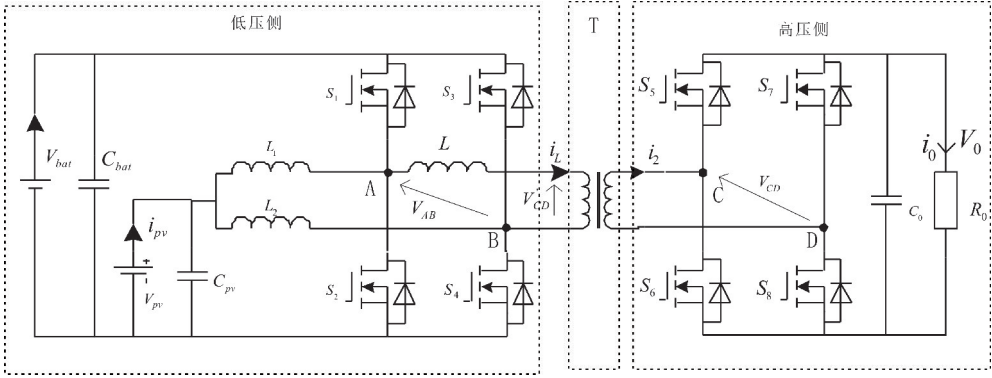 低压侧
T
高压侧
S1
S3
S5
S7
Vbat
Cbat
L1
A
L
iL
i2
i0
V0
VAB
VCD
C
VCD
L2
B
D
C0
R0
ipv
+
-
Vpv
Cpv
S2
S4
S6
S8